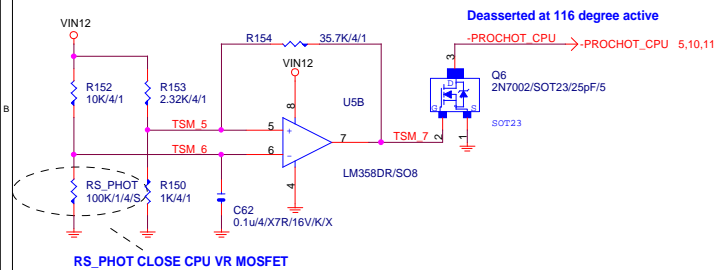 Deasserted at 116 degree active
VIN12
R154
35.7K/4/1
-PROCHOT_CPU
-PROCHOT_CPU 5,10,11
VIN12
R152
10K/4/1
R153
2.32K/4/1
3
D
G
S
Q6
2N7002/SOT23/25pF/5
SOT23
2
1
B
8
U5B
TSM_5
5
+
7
TSM_7
TSM_6
6
-
4
LM358DR/SO8
RS_PHOT
100K/1/4/S
R150
1K/4/1
C62
0.1u/4/X7R/16V/K/X
RS_PHOT CLOSE CPU VR MOSFET